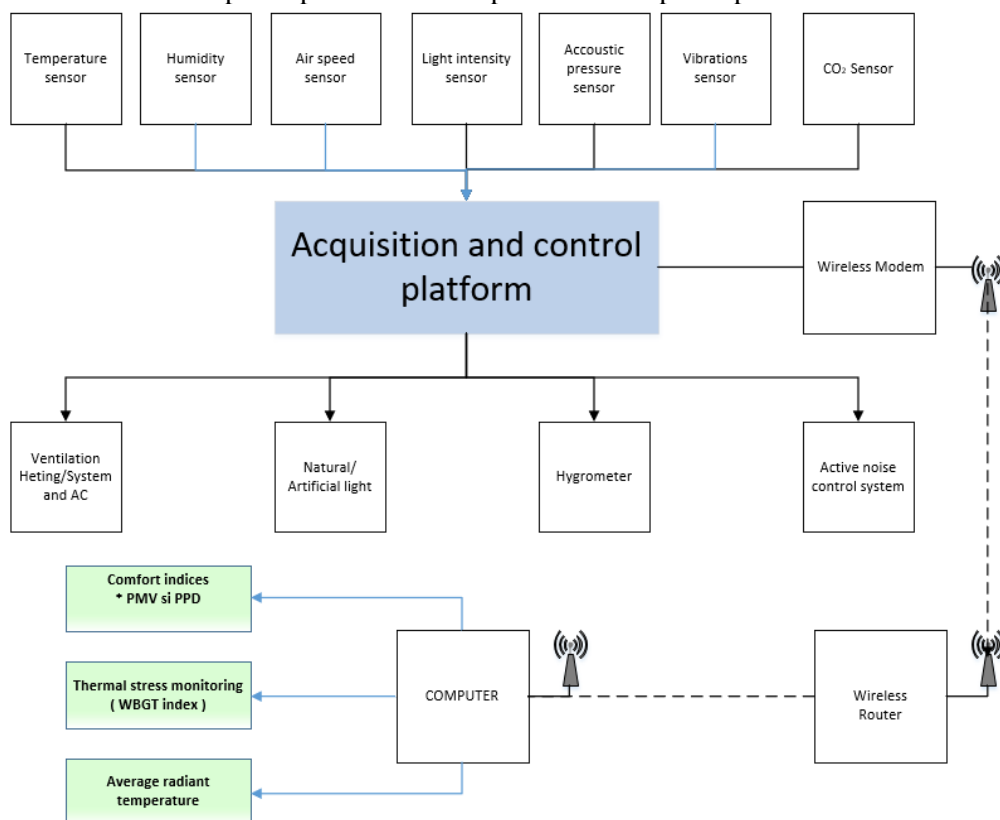 Temperature
sensor
Humidity
sensor
Air speed
sensor
Light intensity
sensor
Accoustic
pressure
sensor
Vibrations
sensor
CO₂ Sensor
Acquisition and control
platform
Wireless Modem
Ventilation
Heting/System
and AC
Natural/
Artificial light
Hygrometer
Active noise
control system
Comfort indices
* PMV si PPD
Thermal stress monitoring
( WBGT index )
Average radiant
temperature
COMPUTER
Wireless
Router